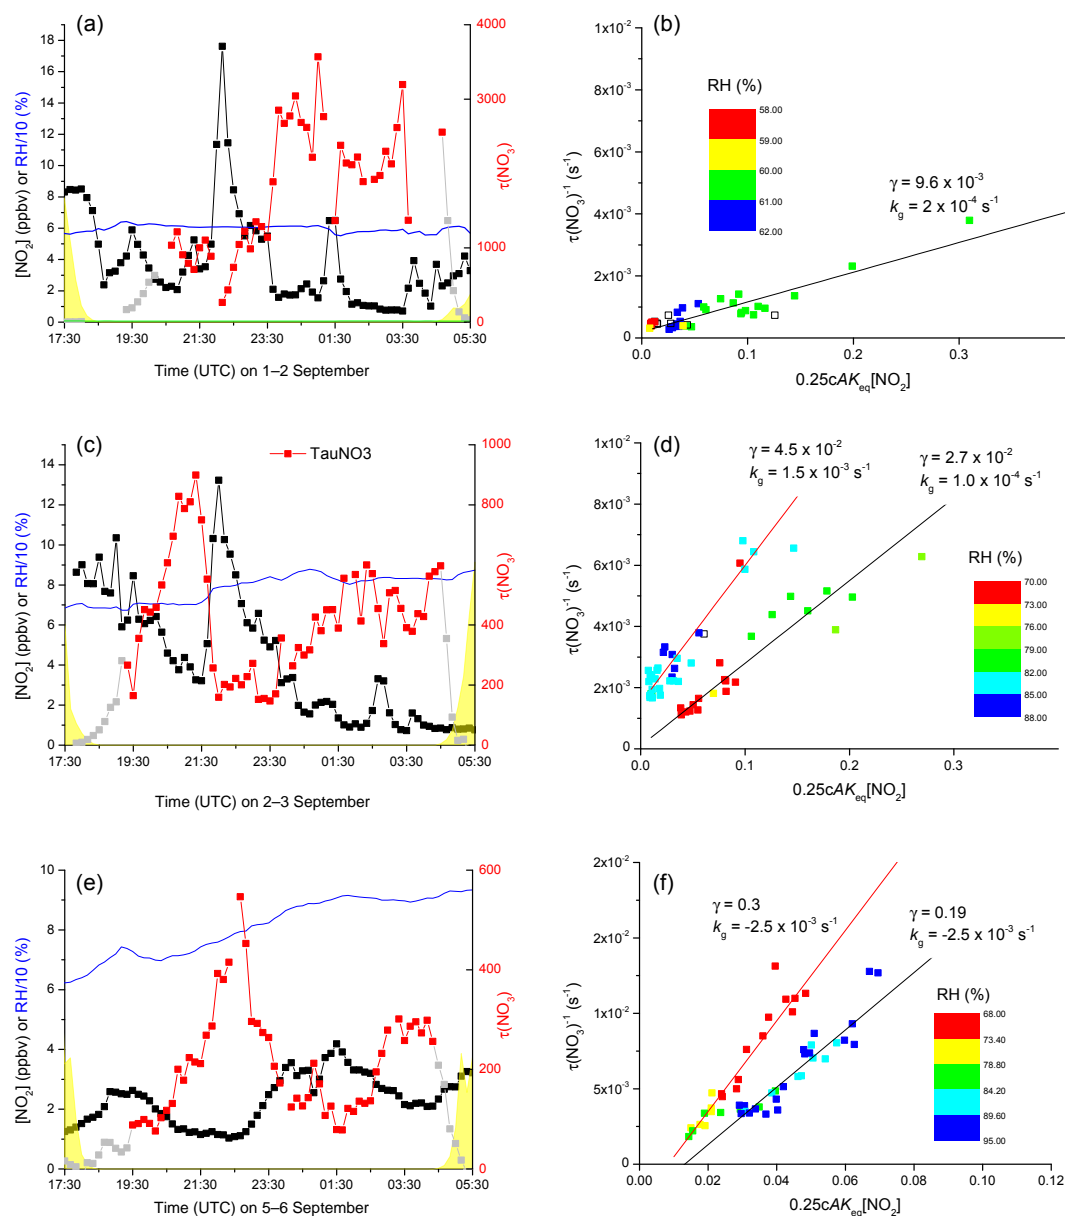 (a)
[NO2] (ppbv) or RH/10 (%)
18
16
14
12
10
8
6
4
2
0
4000
3000
2000
1000
0
τ(NO3)
17:30 19:30 21:30 23:30 01:30 03:30 05:30
Time (UTC) on 1–2 September
(b)
τ(NO3)-1 (s-1)
1x10-2
8x10-3
6x10-3
4x10-3
2x10-3
0
RH (%)
58.00
59.00
60.00
61.00
62.00
γ = 9.6 x 10-3
kg = 2 x 10-4 s-1
0.0 0.1 0.2 0.3
0.25cAKeq[NO2]
(c)
TauNO3
[NO2] (ppbv) or RH/10 (%)
14
12
10
8
6
4
2
0
1000
800
600
400
200
0
τ(NO3)
17:30 19:30 21:30 23:30 01:30 03:30 05:30
Time (UTC) on 2–3 September
(d)
τ(NO3)-1 (s-1)
1x10-2
8x10-3
6x10-3
4x10-3
2x10-3
0
γ = 4.5 x 10-2
kg = 1.5 x 10-3 s-1
γ = 2.7 x 10-2
kg = 1.0 x 10-4 s-1
RH (%)
70.00
73.00
76.00
79.00
82.00
85.00
88.00
0.0 0.1 0.2 0.3
0.25cAKeq[NO2]
(e)
[NO2] (ppbv) or RH/10 (%)
10
8
6
4
2
0
600
400
200
0
τ(NO3)
17:30 19:30 21:30 23:30 01:30 03:30 05:30
Time (UTC) on 5–6 September
(f)
τ(NO3)-1 (s-1)
2x10-2
2x10-2
1x10-2
5x10-3
0
γ = 0.3
kg = -2.5 x 10-3 s-1
γ = 0.19
kg = -2.5 x 10-3 s-1
RH (%)
68.00
73.40
78.80
84.20
89.60
95.00
0.00 0.02 0.04 0.06 0.08 0.10 0.12
0.25cAKeq[NO2]